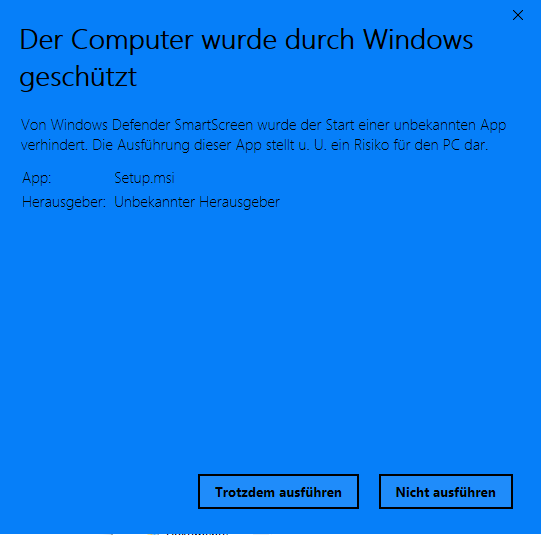 Der Computer wurde durch Windows
geschützt
Von Windows Defender SmartScreen wurde der Start einer unbekannten App
verhindert. Die Ausführung dieser App stellt u. U. ein Risiko für den PC dar.
App: Setup.msi
Herausgeber: Unbekannter Herausgeber
Trotzdem ausführen Nicht ausführen